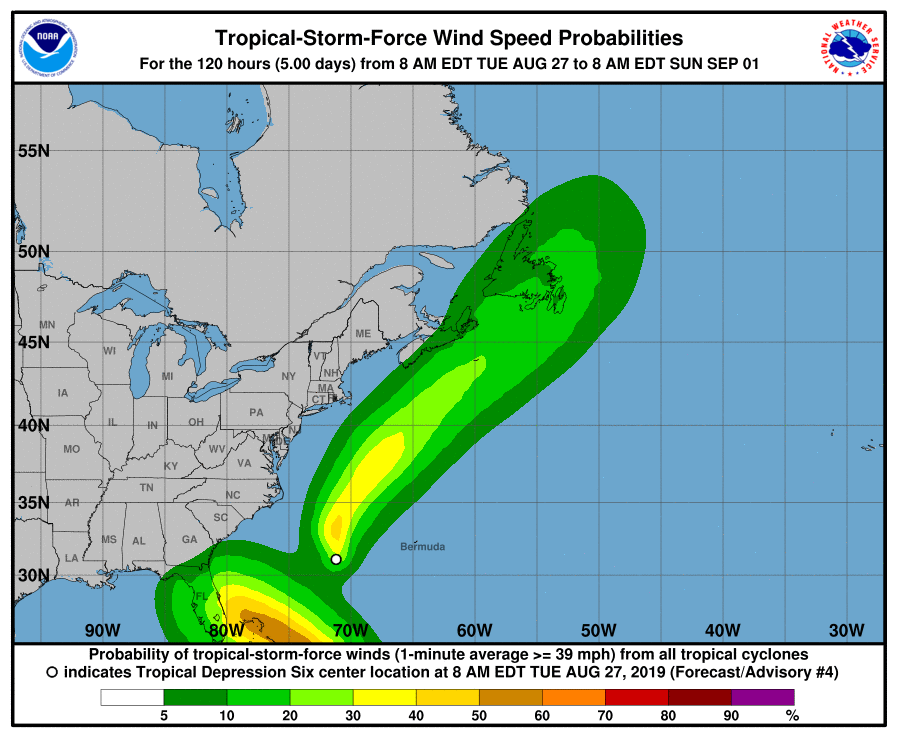 Tropical-Storm-Force Wind Speed Probabilities
For the 120 hours (5.00 days) from 8 AM EDT TUE AUG 27 to 8 AM EDT SUN SEP 01
NOAA
NATIONAL WEATHER SERVICE
55N
50N
MN
ME
45N
WI
VT
MI
NY
NH
MA
IA
CT
PA
40N
IL
IN
OH
MO
WV
VA
KY
TN
NC
AR
35N
SC
MS
AL
GA
Bermuda
LA
30N
FL
90W
80W
70W
60W
50W
40W
30W
Probability of tropical-storm-force winds (1-minute average >= 39 mph) from all tropical cyclones
indicates Tropical Depression Six center location at 8 AM EDT TUE AUG 27, 2019 (Forecast/Advisory #4)
5 10 20 30 40 50 60 70 80 90 %